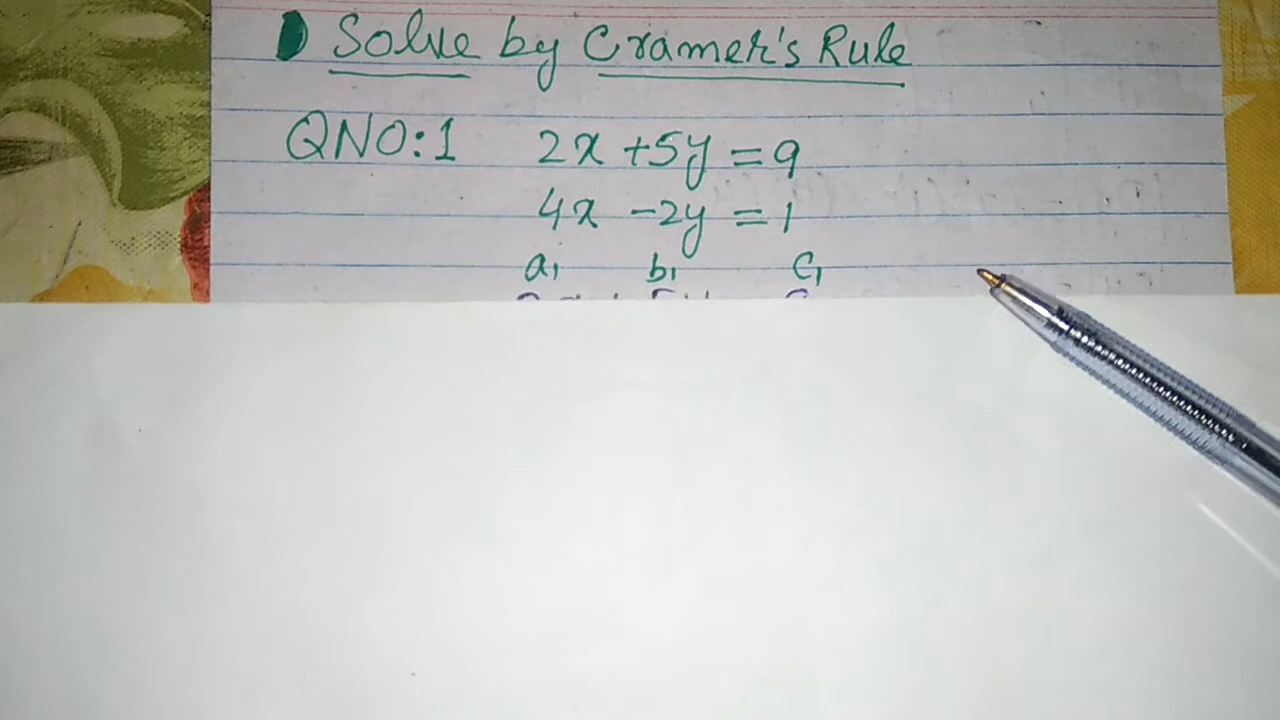 Solve by Cramer's Rule
QNO:1 2x +5y = 9
4x -2y = 1
a₁ b₁ c₁